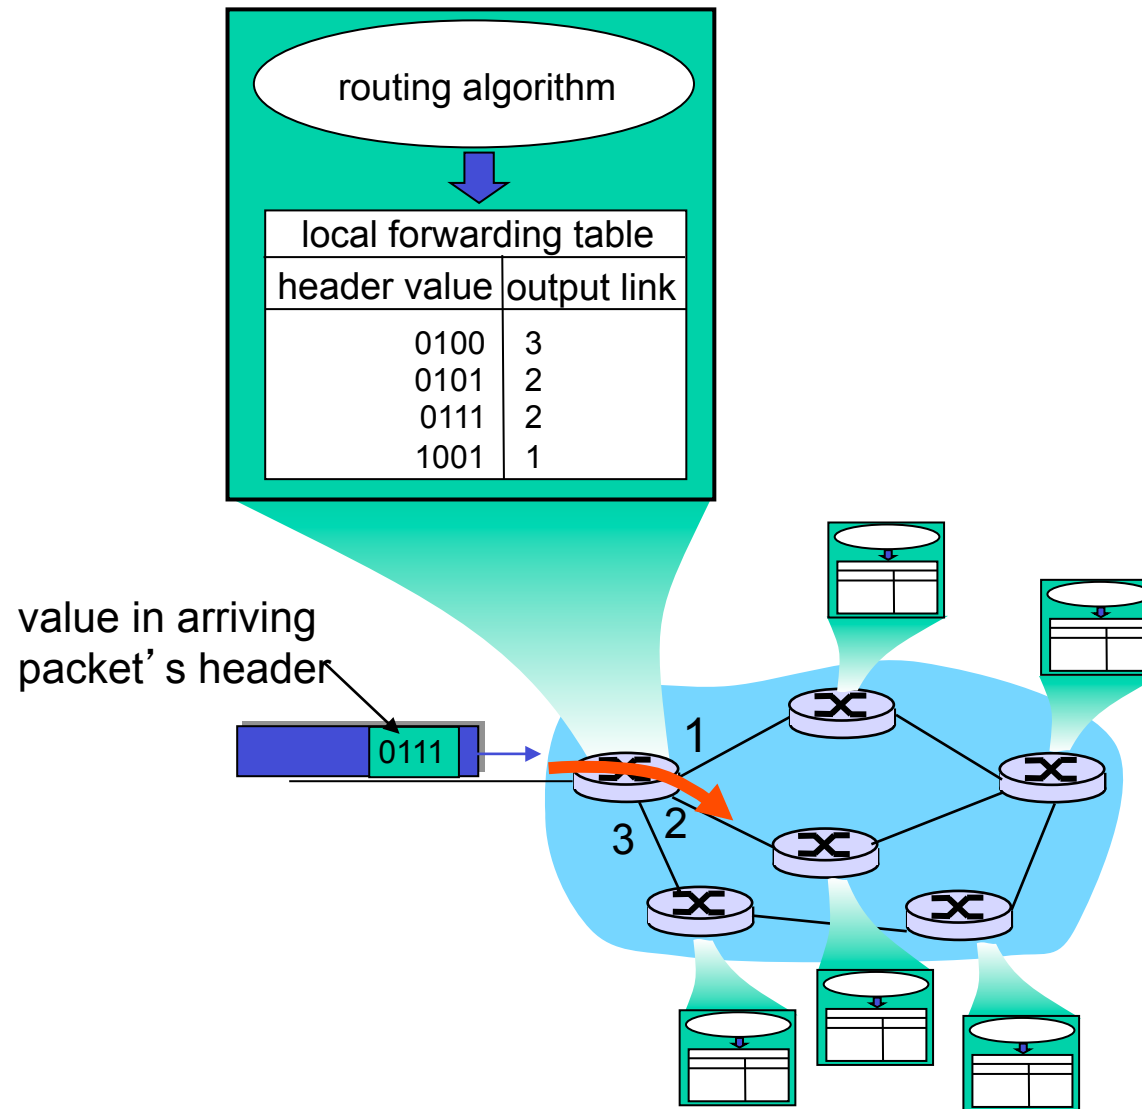 routing algorithm
local forwarding table
header value output link
0100 3
0101 2
0111 2
1001 1
value in arriving
packet’ s header
0111
1
2
3